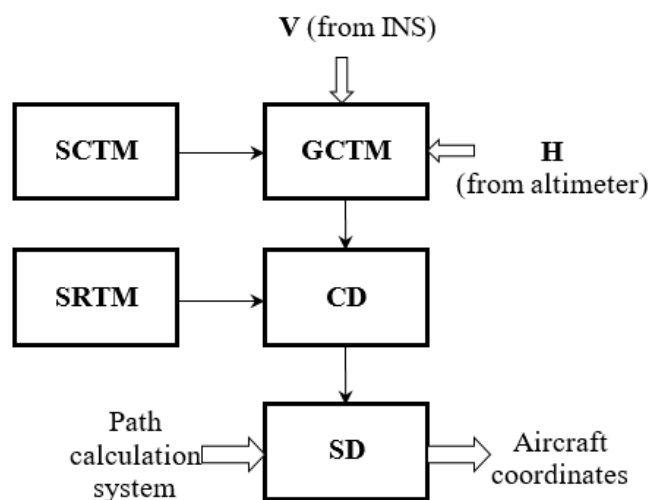 V (from INS)
SCTM
GCTM
H
(from altimeter)
SRTM
CD
Path
calculation
system
SD
Aircraft
coordinates